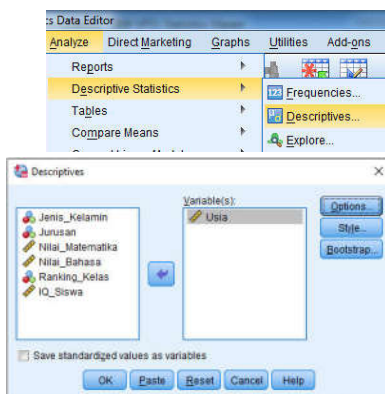 cs Data Editor
Analyze Direct Marketing Graphs Utilities Add-ons
Reports
Descriptive Statistics
Frequencies...
Tables
Descriptives...
Compare Means
Explore...
Descriptives
Variable(s):
Jenis_Kelamin
Jurusan
Nilai_Matematika
Nilai_Bahasa
Ranking_Kelas
IQ_Siswa
Usia
Options...
Style...
Bootstrap...
Save standardized values as variables
OK Paste Reset Cancel Help